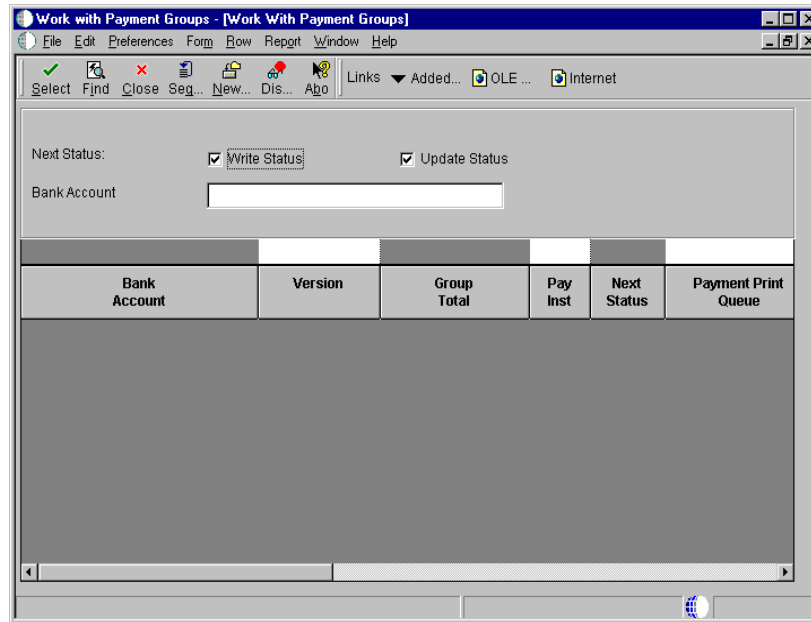 Work with Payment Groups - [Work With Payment Groups]
File Edit Preferences Form Row Report Window Help
Select Find Close Seq... New... Dis... Abo Links Added... OLE ... Internet
Next Status: Write Status Update Status
Bank Account
Bank Account Version Group Total Pay Inst Next Status Payment Print Queue